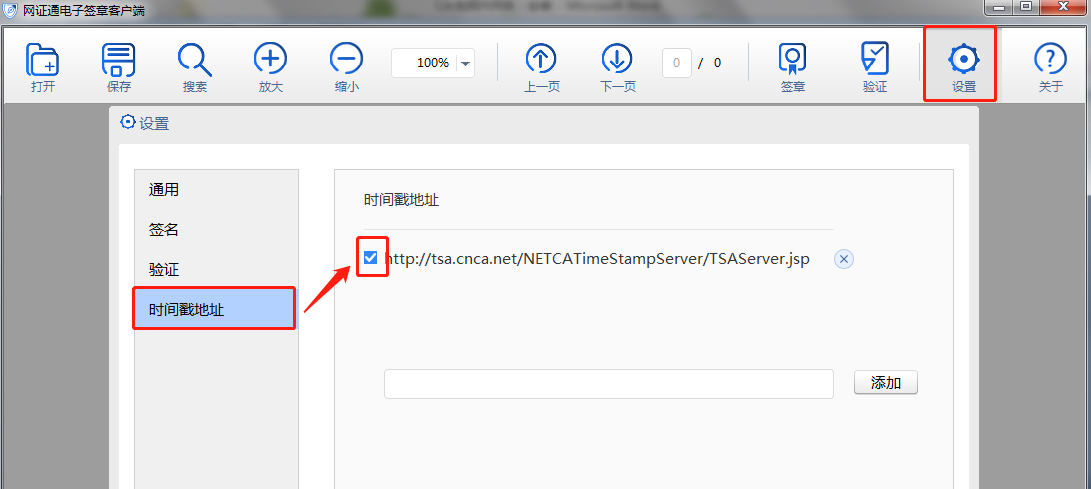 网证通电子签章客户端
打开
保存
搜索
放大
缩小
100%
上一页
下一页
0 / 0
签章
验证
设置
关于
设置
通用
签名
验证
时间戳地址
时间戳地址
http://tsa.cnca.net/NETCATimeStampServer/TSAServer.jsp
添加